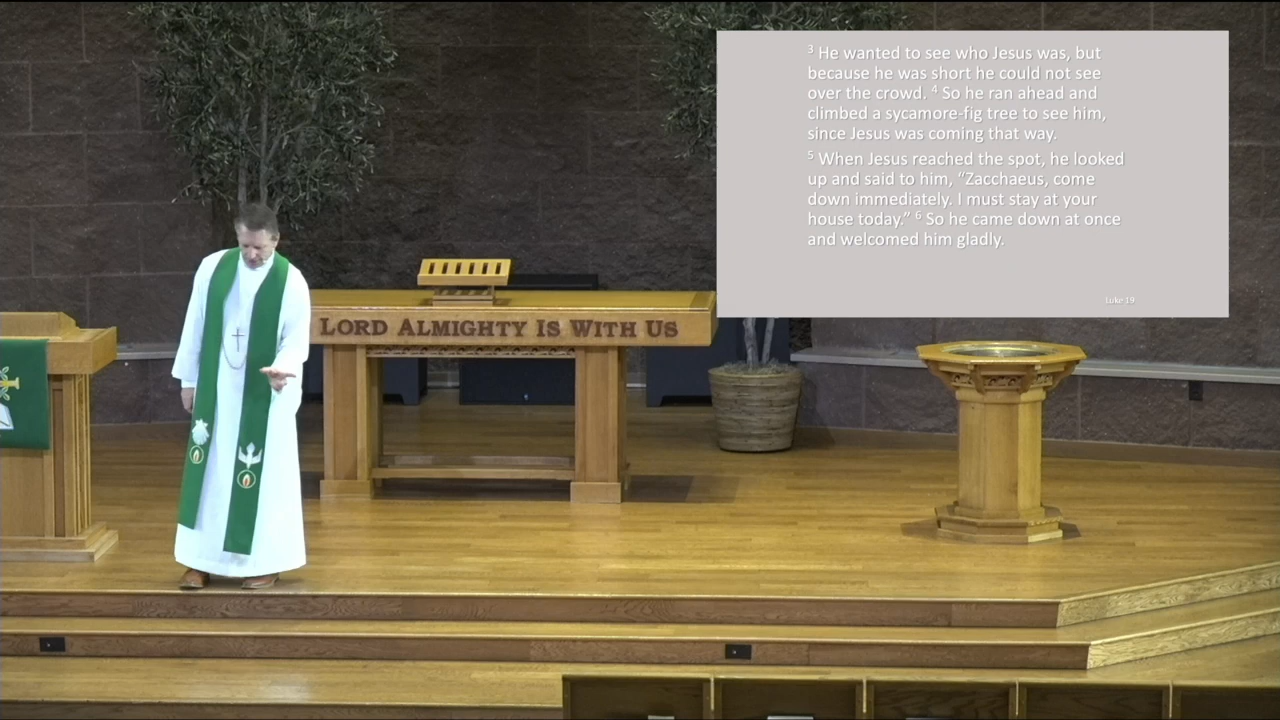 ³ He wanted to see who Jesus was, but
because he was short he could not see
over the crowd. ⁴ So he ran ahead and
climbed a sycamore-fig tree to see him,
since Jesus was coming that way.
⁵ When Jesus reached the spot, he looked
up and said to him, “Zacchaeus, come
down immediately. I must stay at your
house today.” ⁶ So he came down at once
and welcomed him gladly.
Luke 19
LORD ALMIGHTY IS WITH US